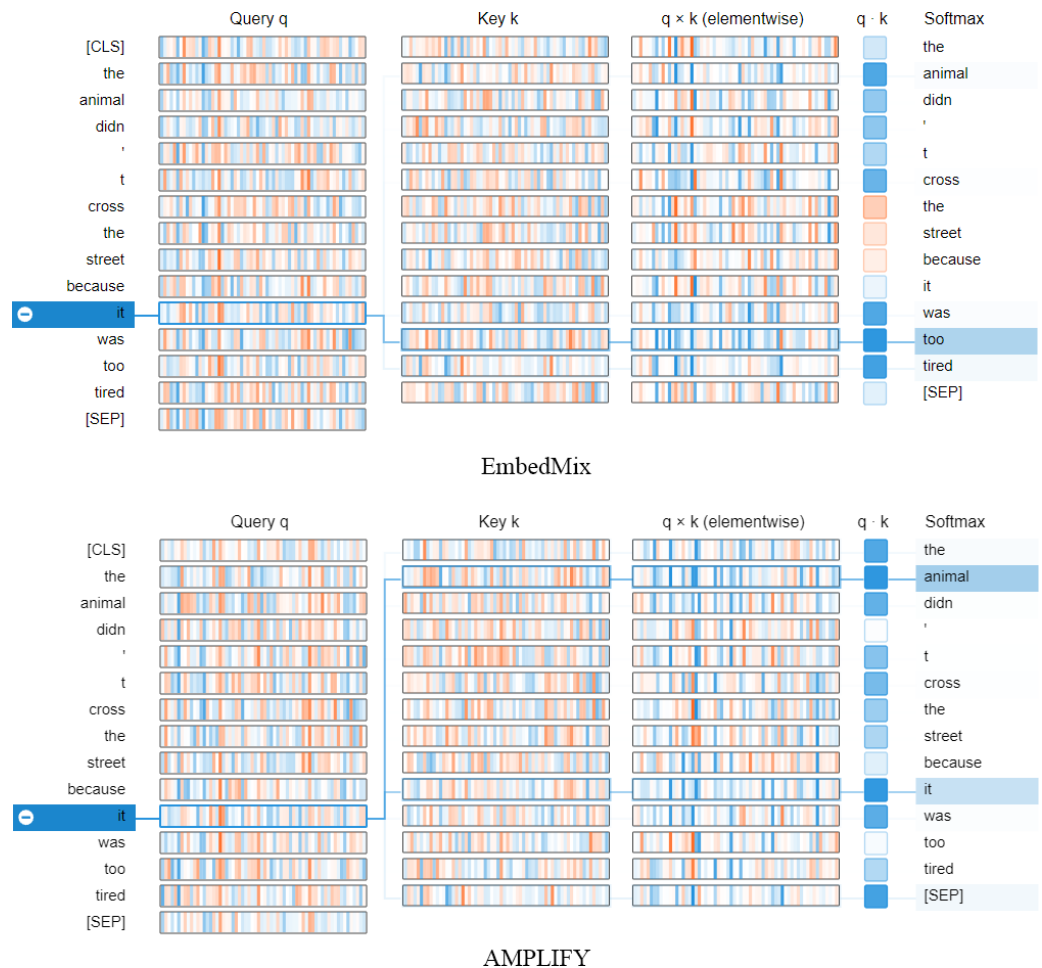 Query q Key k q × k (elementwise) q · k Softmax
[CLS] the
the animal
animal didn
didn '
' t
t cross
cross the
the street
street because
because it
it was
was too
too tired
tired [SEP]
[SEP]
EmbedMix
Query q Key k q × k (elementwise) q · k Softmax
[CLS] the
the animal
animal didn
didn '
' t
t cross
cross the
the street
street because
because it
it was
was too
too tired
tired [SEP]
[SEP]
AMPLIFY